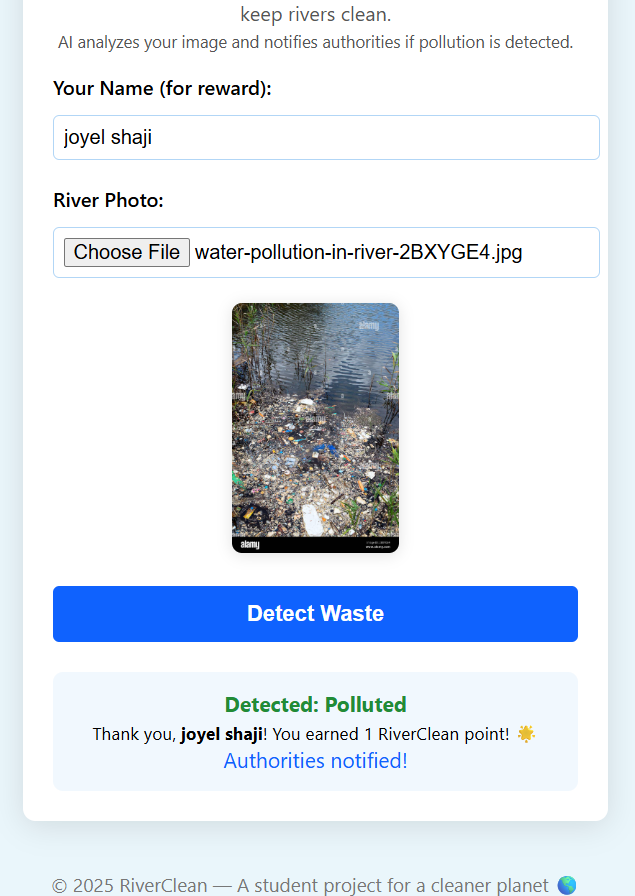 keep rivers clean.
AI analyzes your image and notifies authorities if pollution is detected.
Your Name (for reward):
joyel shaji
River Photo:
Choose File water-pollution-in-river-2BXYGE4.jpg
alamy
alamy
alamy
Detect Waste
Detected: Polluted
Thank you, joyel shaji! You earned 1 RiverClean point! 🌟
Authorities notified!
© 2025 RiverClean — A student project for a cleaner planet 🌎